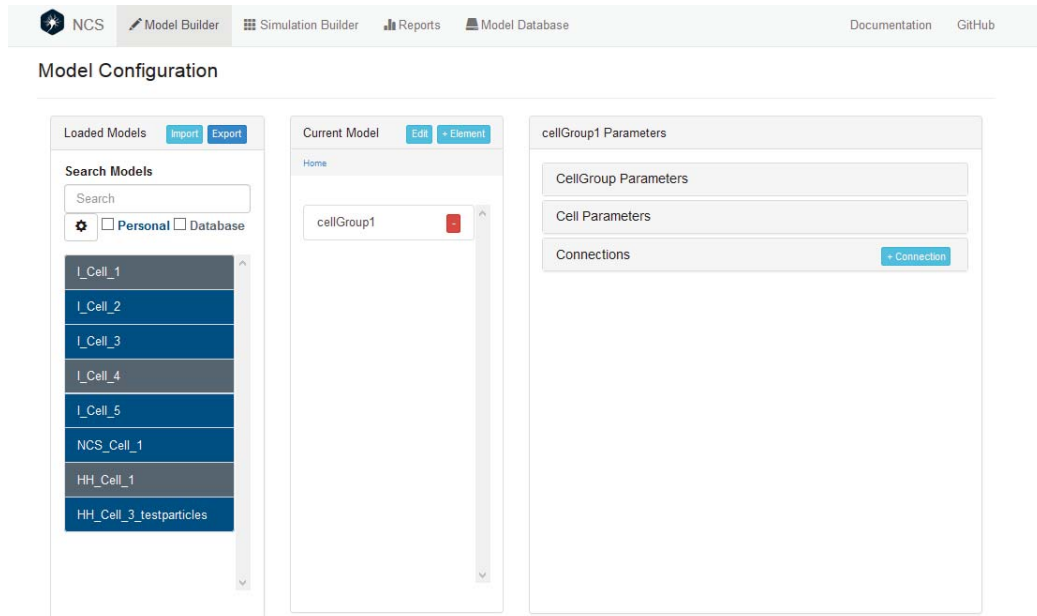 NCS Model Builder Simulation Builder Reports Model Database Documentation GitHub
Model Configuration
Loaded Models Import Export
Search Models
Search
Personal Database
I_Cell_1
I_Cell_2
I_Cell_3
I_Cell_4
I_Cell_5
NCS_Cell_1
HH_Cell_1
HH_Cell_3_testparticles
Current Model Edit + Element
Home
cellGroup1 -
cellGroup1 Parameters
CellGroup Parameters
Cell Parameters
Connections + Connection